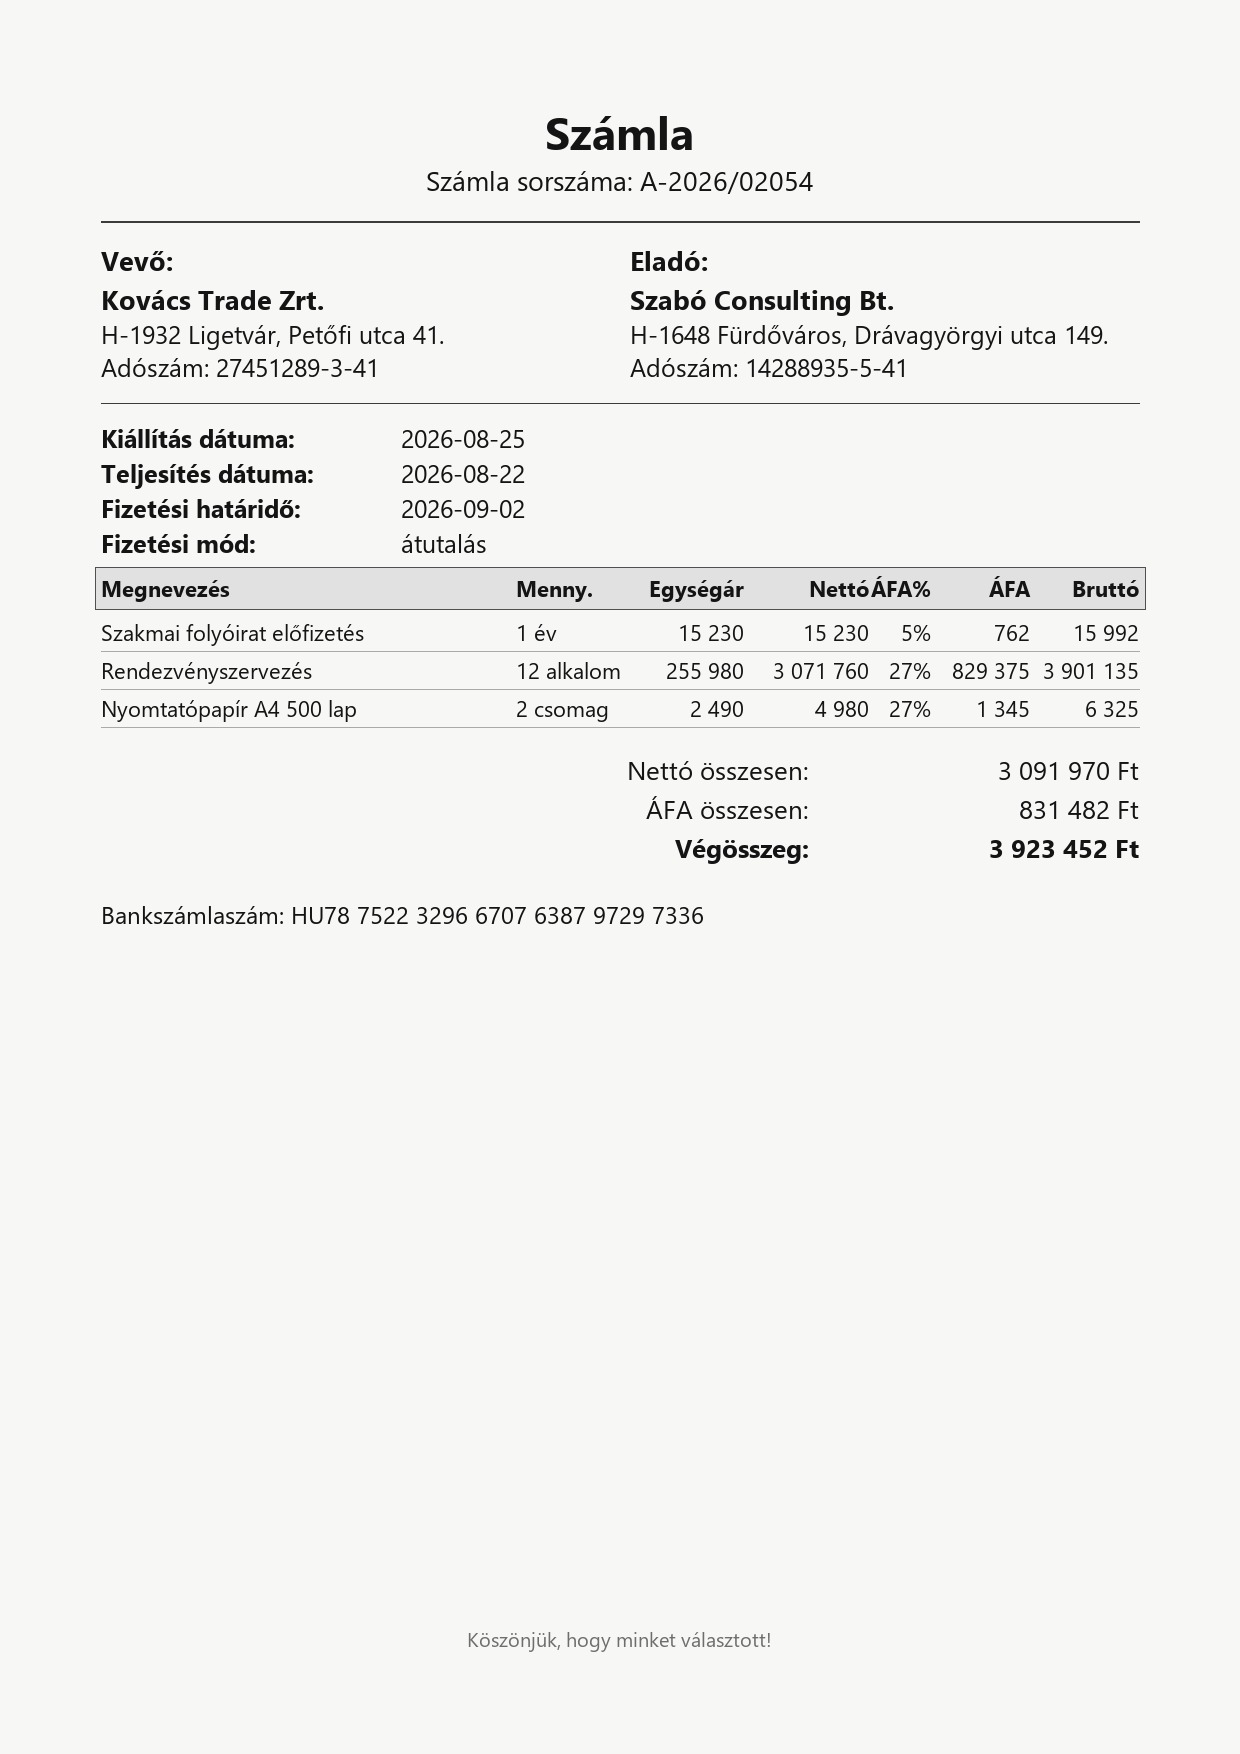 Számla
Számla sorszáma: A-2026/02054
Vevő:
Kovács Trade Zrt.
H-1932 Ligetvár, Petőfi utca 41.
Adószám: 27451289-3-41
Eladó:
Szabó Consulting Bt.
H-1648 Fürdőváros, Drávagyörgyi utca 149.
Adószám: 14288935-5-41
Kiállítás dátuma: 2026-08-25
Teljesítés dátuma: 2026-08-22
Fizetési határidő: 2026-09-02
Fizetési mód: átutalás
Megnevezés Menny. Egységár Nettó ÁFA% ÁFA Bruttó
Szakmai folyóirat előfizetés 1 év 15 230 15 230 5% 762 15 992
Rendezvényszervezés 12 alkalom 255 980 3 071 760 27% 829 375 3 901 135
Nyomtatópapír A4 500 lap 2 csomag 2 490 4 980 27% 1 345 6 325
Nettó összesen: 3 091 970 Ft
ÁFA összesen: 831 482 Ft
Végösszeg: 3 923 452 Ft
Bankszámlaszám: HU78 7522 3296 6707 6387 9729 7336
Köszönjük, hogy minket választott!